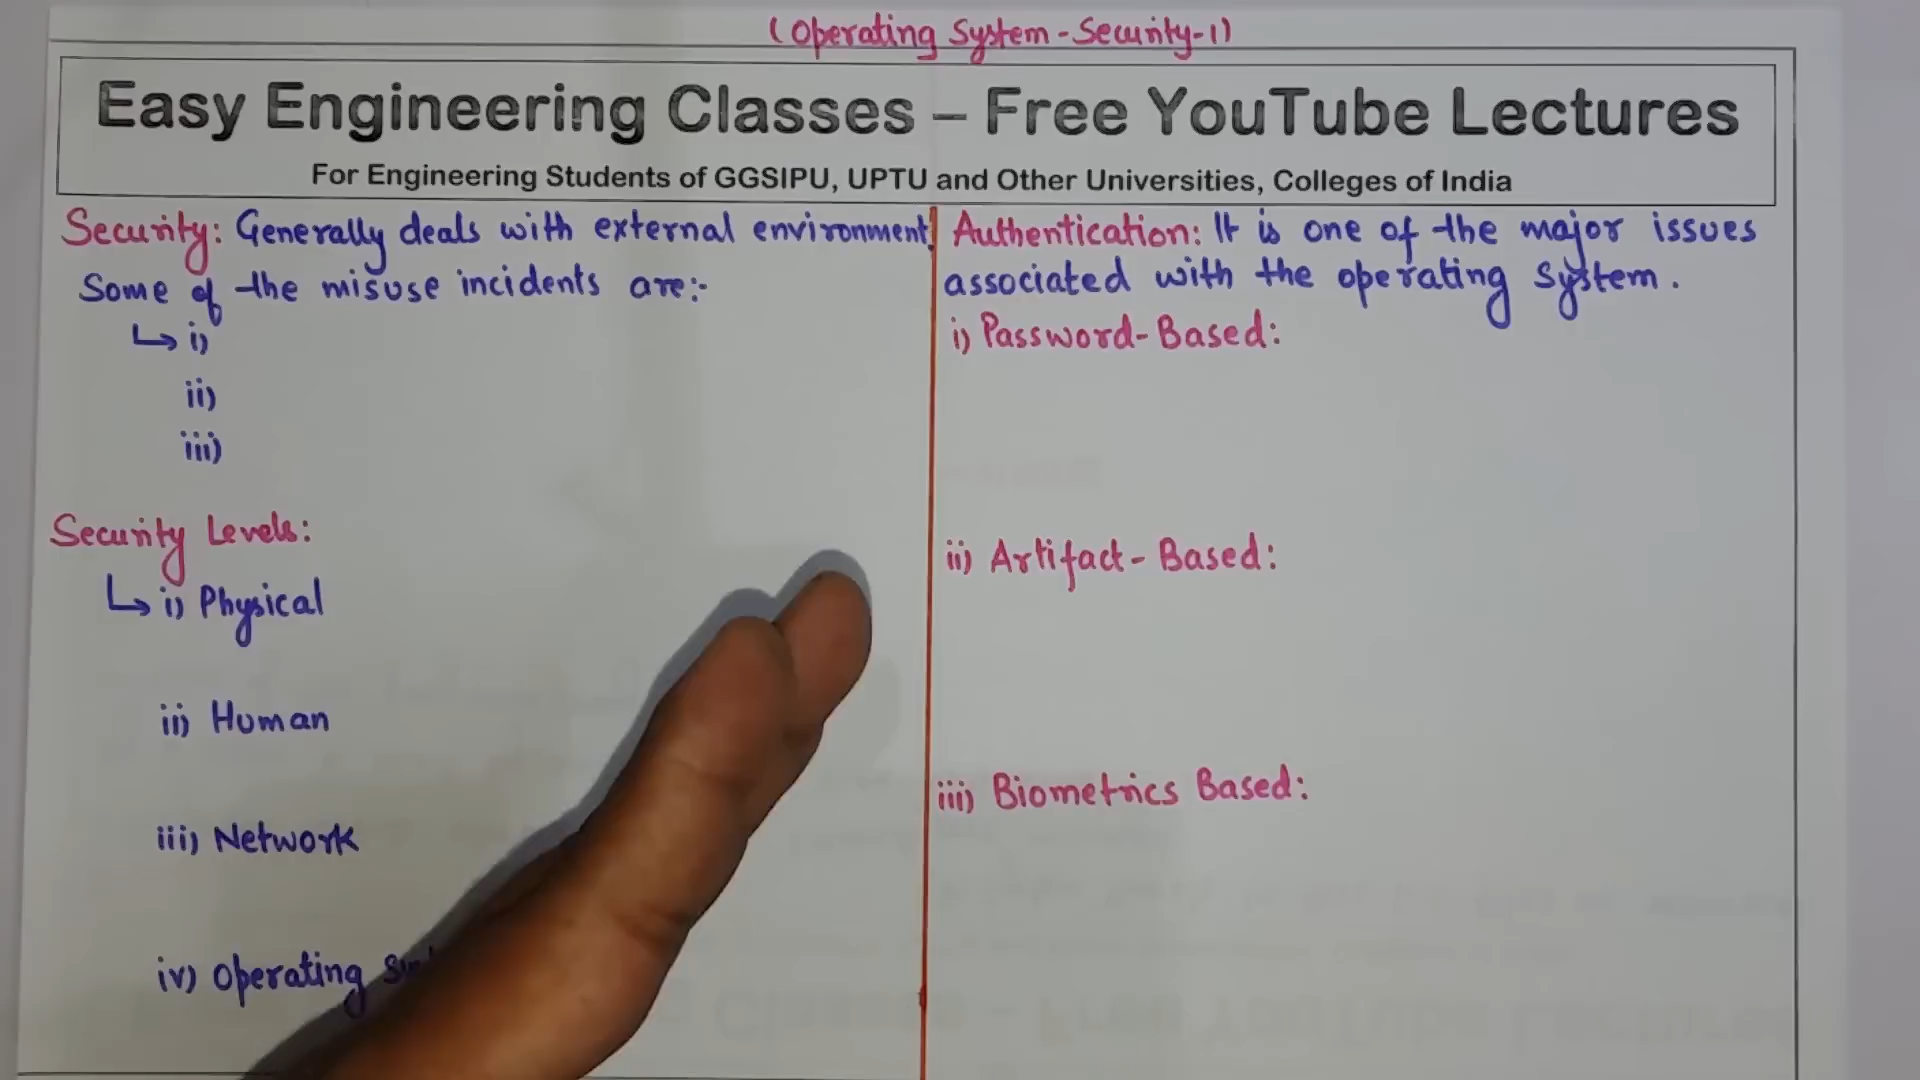 (Operating System-Security-1)
Easy Engineering Classes – Free YouTube Lectures
For Engineering Students of GGSIPU, UPTU and Other Universities, Colleges of India
Security: Generally deals with external environment.
Some of the misuse incidents are:-
↳ i)
ii)
iii)
Security Levels:
↳ i) Physical
ii) Human
iii) Network
iv) Operating
Authentication: It is one of the major issues
associated with the operating system.
i) Password-Based:
ii) Artifact-Based:
iii) Biometrics Based: